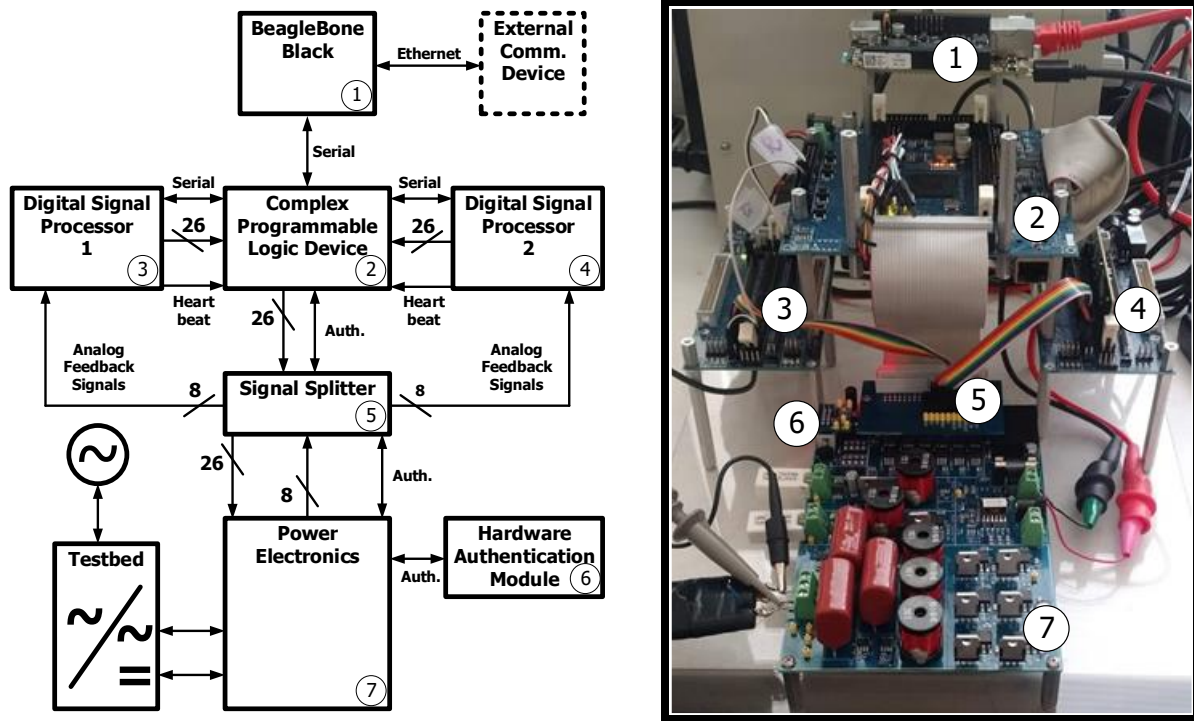 BeagleBone
Black
1
Ethernet
External
Comm.
Device
Serial
Digital Signal
Processor
1
3
Serial
26
Heart
beat
Complex
Programmable
Logic Device
2
Serial
26
Heart
beat
Digital Signal
Processor
2
4
26
Auth.
Analog
Feedback
Signals
8
Signal Splitter
5
8
Analog
Feedback
Signals
26
8
Auth.
Testbed
Power
Electronics
7
Auth.
Hardware
Authentication
Module
6
1
2
3
4
5
6
7